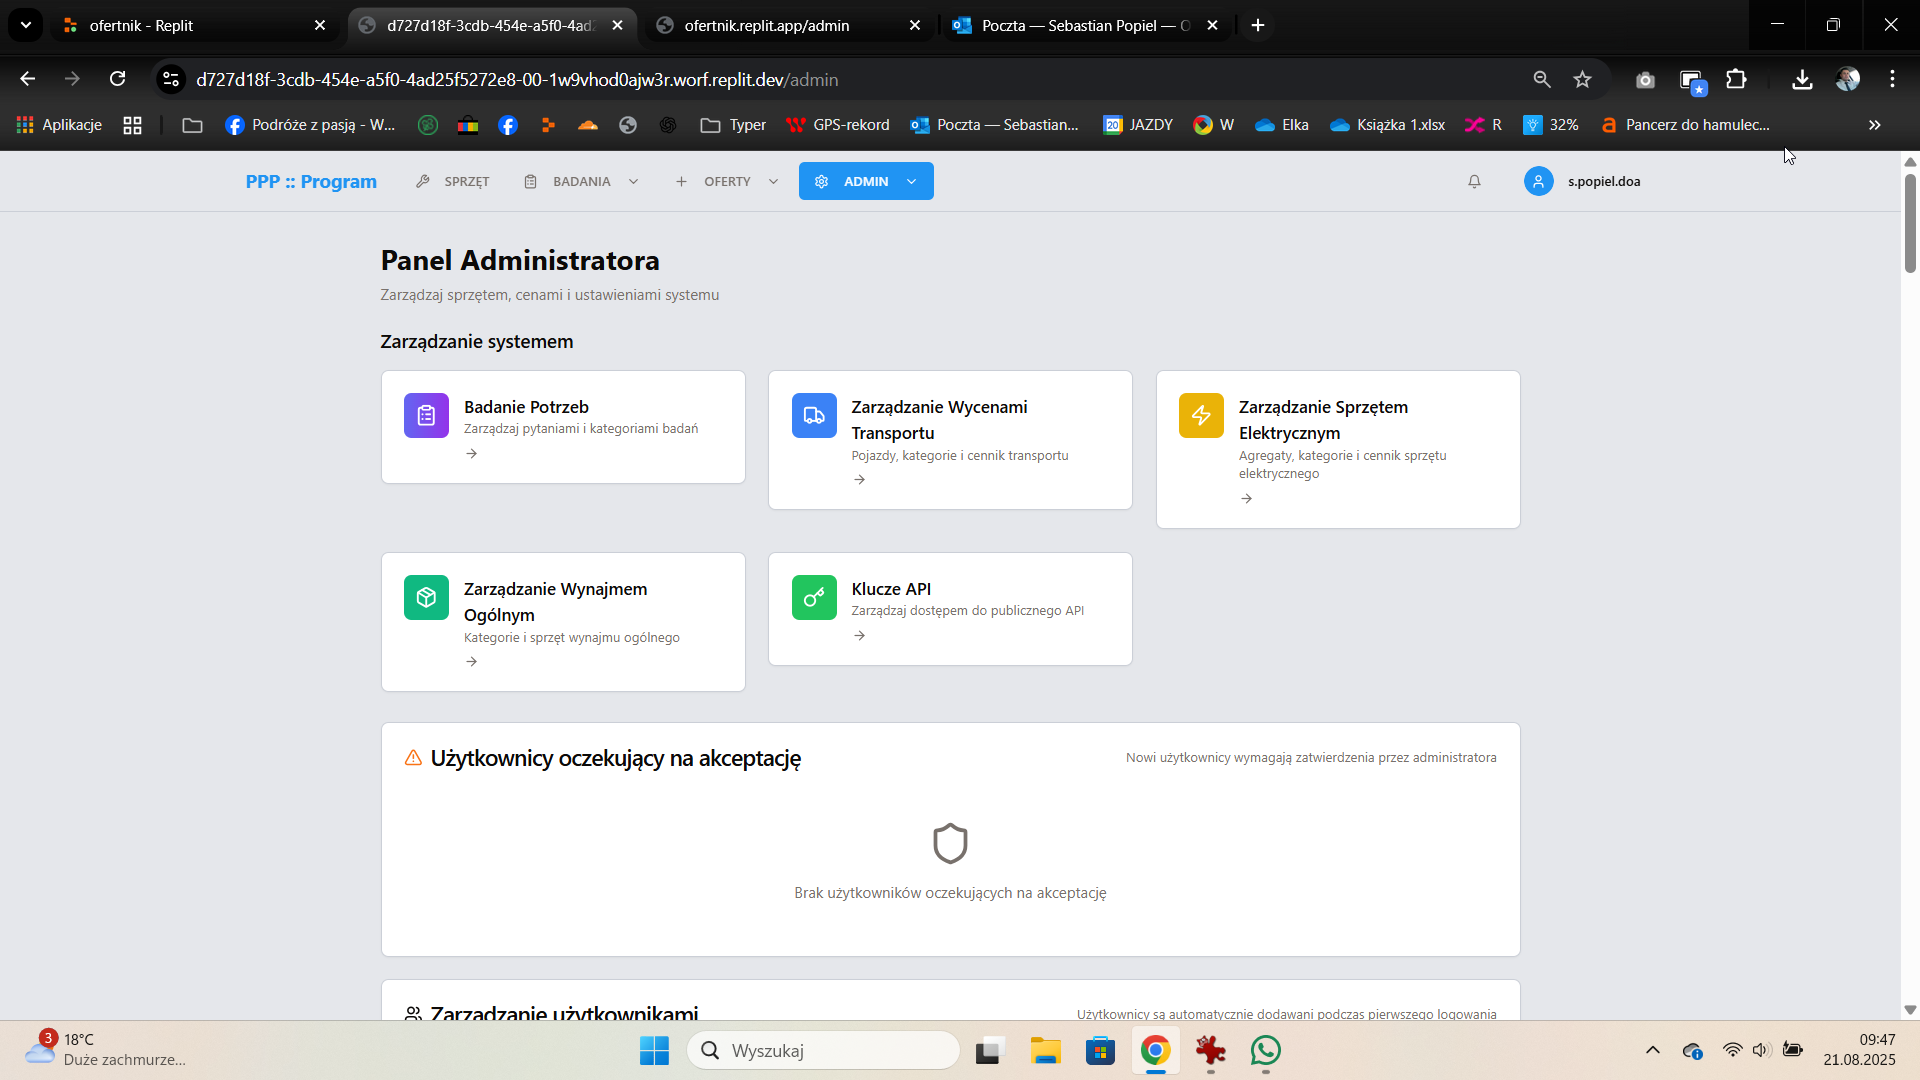 ofertnik - Replit
d727d18f-3cdb-454e-a5f0-4ad2
ofertnik.replit.app/admin
Poczta — Sebastian Popiel — O
d727d18f-3cdb-454e-a5f0-4ad25f5272e8-00-1w9vhod0ajw3r.worf.replit.dev/admin
Aplikacje
Podróże z pasją - W...
Typer
GPS-rekord
Poczta — Sebastian...
20
JAZDY
W
Elka
Książka 1.xlsx
R
32%
Pancerz do hamulec...
PPP :: Program
SPRZĘT
BADANIA
OFERTY
ADMIN
s.popiel.doa
Panel Administratora
Zarządzaj sprzętem, cenami i ustawieniami systemu
Zarządzanie systemem
Badanie Potrzeb
Zarządzaj pytaniami i kategoriami badań
Zarządzanie Wycenami
Transportu
Pojazdy, kategorie i cennik transportu
Zarządzanie Sprzętem
Elektrycznym
Agregaty, kategorie i cennik sprzętu
elektrycznego
Zarządzanie Wynajmem
Ogólnym
Kategorie i sprzęt wynajmu ogólnego
Klucze API
Zarządzaj dostępem do publicznego API
Użytkownicy oczekujący na akceptację
Nowi użytkownicy wymagają zatwierdzenia przez administratora
Brak użytkowników oczekujących na akceptację
Zarządzanie użytkownikami
Użytkownicy są automatycznie dodawani podczas pierwszego logowania
3
18°C
Duże zachmurze...
Wyszukaj
09:47
21.08.2025